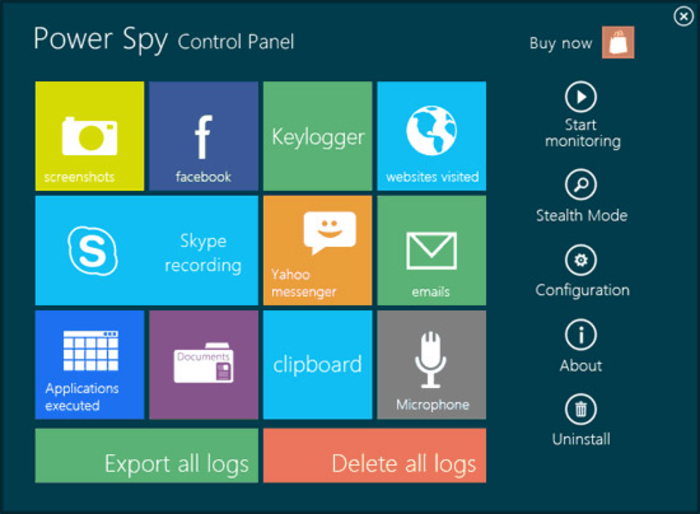 Power Spy Control Panel
Buy now
screenshots
facebook
Keylogger
websites visited
Start
monitoring
Stealth Mode
Skype
recording
Yahoo
messenger
emails
Configuration
Applications
executed
Documents
clipboard
Microphone
About
Uninstall
Export all logs
Delete all logs